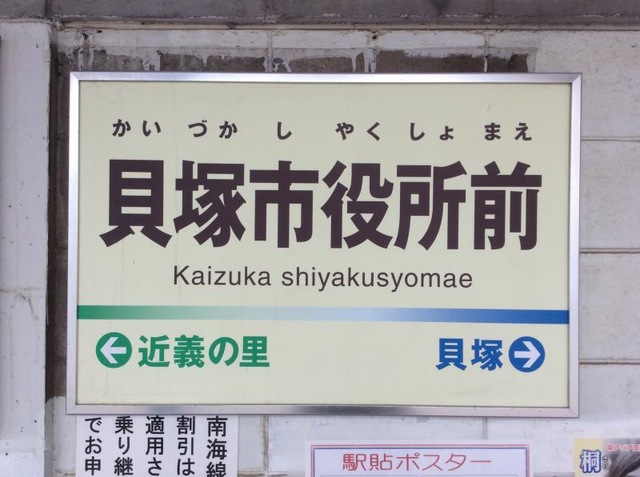 かいづかしやくしょまえ
貝塚市役所前
Kaizuka shiyakusyomae
近義の里
貝塚
南海線
割引は
適用さ
乗り継
でお申
駅貼ポスター
桐